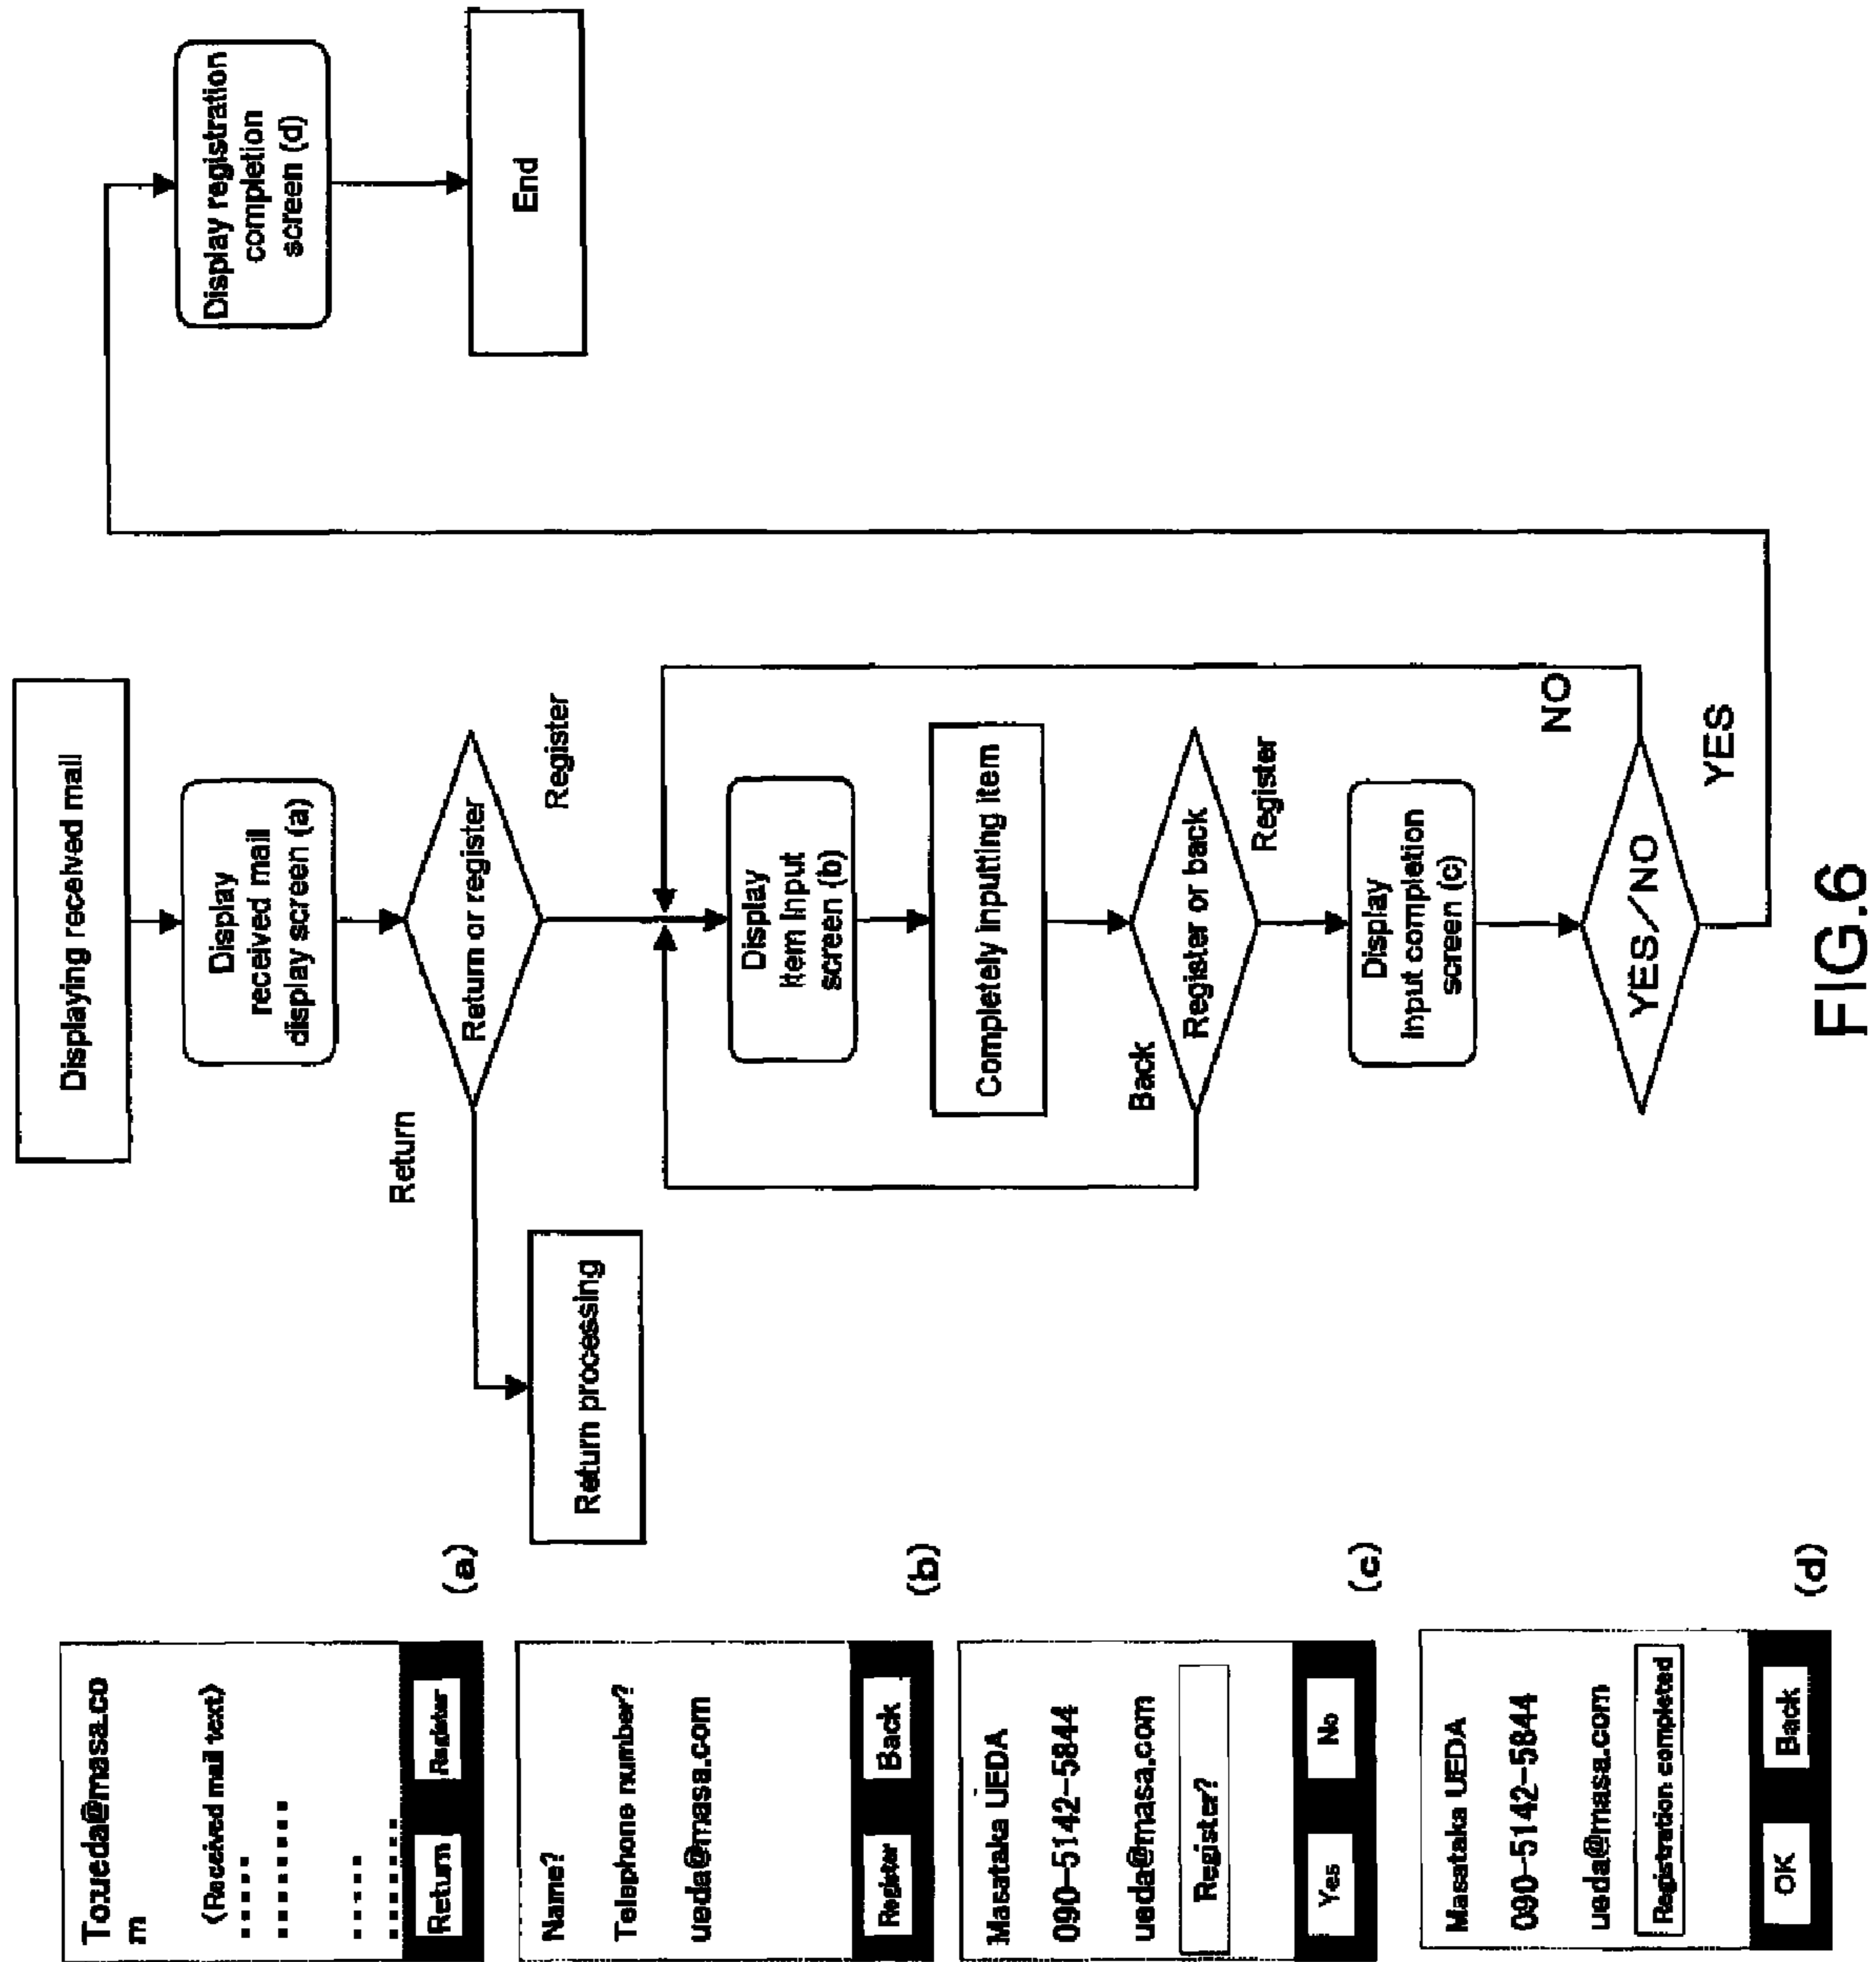 To:ueda@masa.co
m
(Received mail text)
Return
Register
(a)
Name?
Telephone number?
ueda@masa.com
Register
Back
(b)
Masataka UEDA
090-5142-5844
ueda@masa.com
Register?
Yes
No
(c)
Masataka UEDA
090-5142-5844
ueda@masa.com
Registration completed
OK
Back
(d)
Displaying received mail
Display
received mail
display screen (a)
Return or register
Return
Register
Return processing
Display
Item Input
screen (b)
Completely inputting item
Register or back
Back
Register
Display
Input completion
screen (c)
YES/NO
NO
YES
Display registration
completion
screen (d)
End
FIG.6